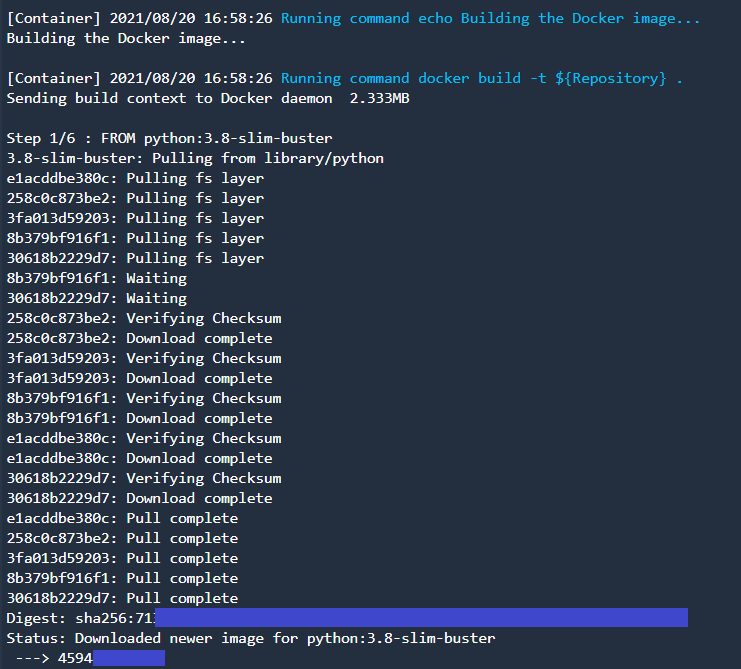 [Container] 2021/08/20 16:58:26 Running command echo Building the Docker image...
Building the Docker image...
[Container] 2021/08/20 16:58:26 Running command docker build -t ${Repository} .
Sending build context to Docker daemon  2.333MB
Step 1/6 : FROM python:3.8-slim-buster
3.8-slim-buster: Pulling from library/python
e1acddbe380c: Pulling fs layer
258c0c873be2: Pulling fs layer
3fa013d59203: Pulling fs layer
8b379bf916f1: Pulling fs layer
30618b2229d7: Pulling fs layer
8b379bf916f1: Waiting
30618b2229d7: Waiting
258c0c873be2: Verifying Checksum
258c0c873be2: Download complete
3fa013d59203: Verifying Checksum
3fa013d59203: Download complete
8b379bf916f1: Verifying Checksum
8b379bf916f1: Download complete
e1acddbe380c: Verifying Checksum
e1acddbe380c: Download complete
30618b2229d7: Verifying Checksum
30618b2229d7: Download complete
e1acddbe380c: Pull complete
258c0c873be2: Pull complete
3fa013d59203: Pull complete
8b379bf916f1: Pull complete
30618b2229d7: Pull complete
Digest: sha256:71
Status: Downloaded newer image for python:3.8-slim-buster
---> 4594